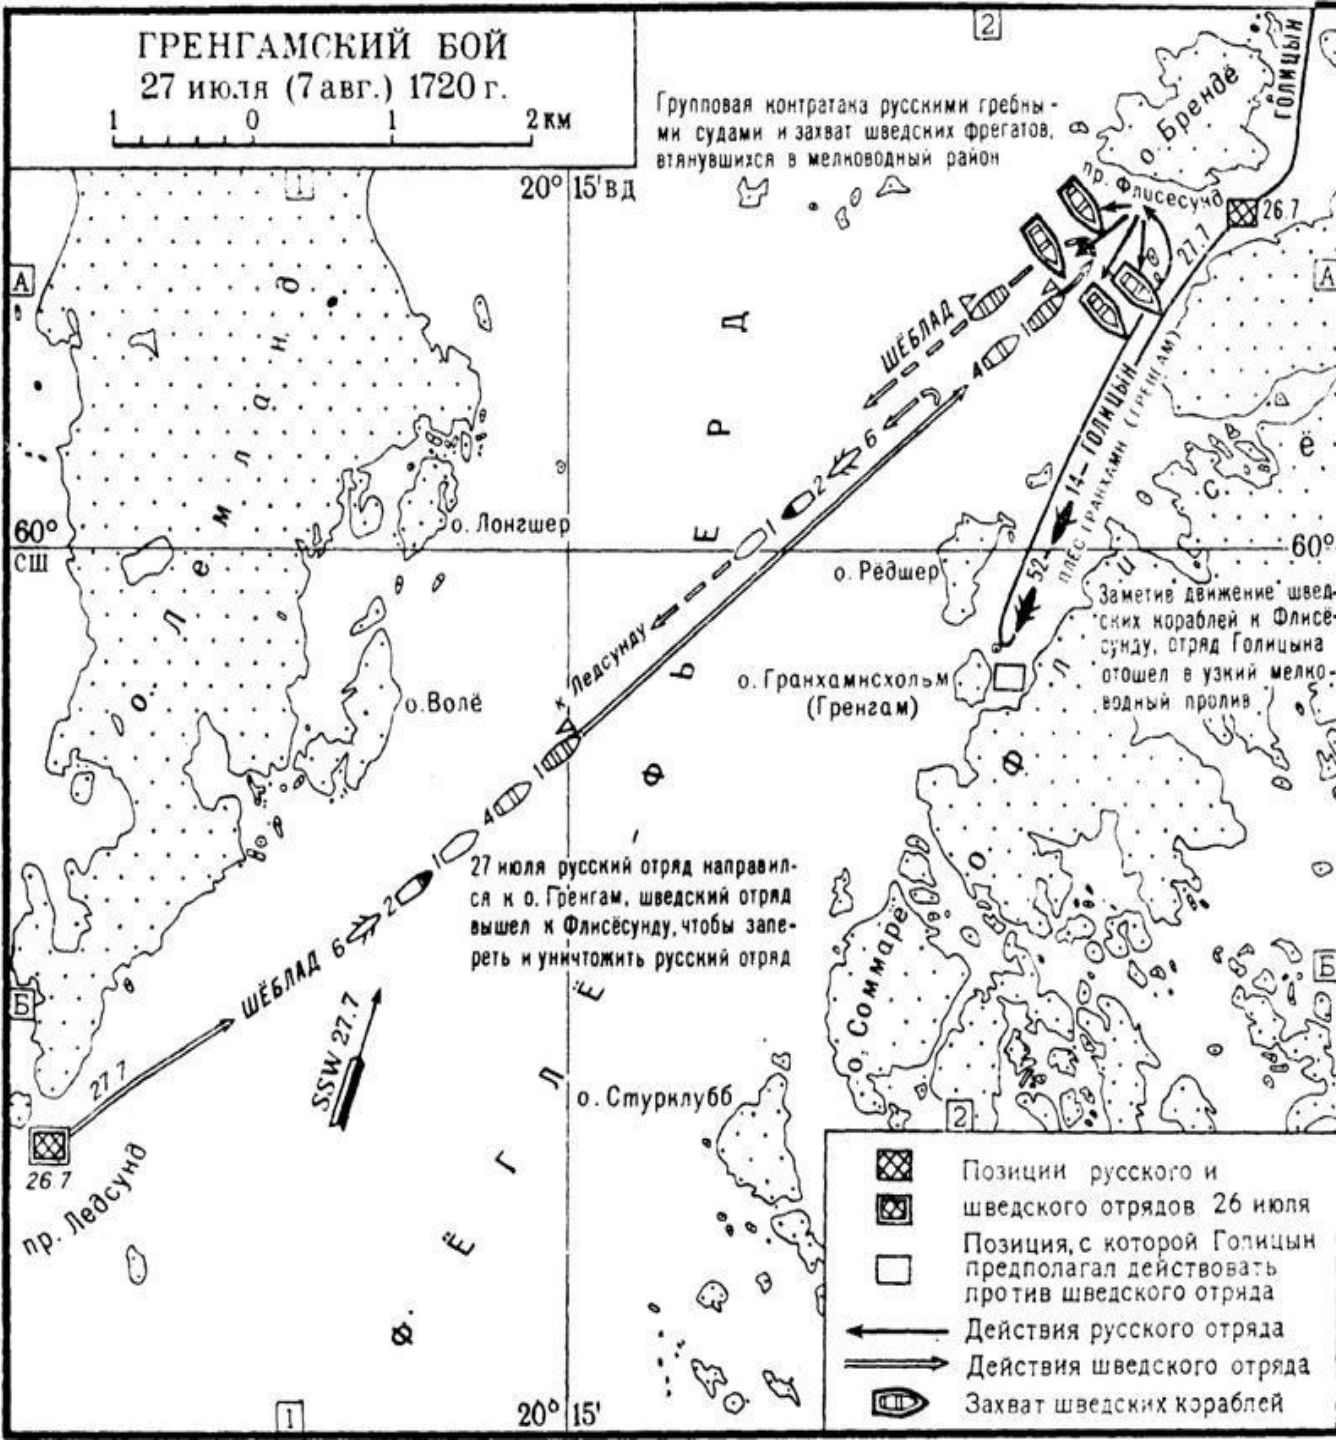 ГРЕНГАМСКИЙ БОЙ
27 июля (7 авг.) 1720 г.
1 0 1 2 км
2
Групповая контратака русскими гребны-
ми судами и захват шведских фрегатов,
втянувшихся в мелководный район
ГОЛИЦЫН
о Брендё
пр. Флисесунд
26.7
27.7
1
20° 15' ВД
А
А
о. Лемланд
ШЁБЛАД
4 1
6
2
1
14 ГОЛИЦЫН
52
ПЛЁС ГРАНХАМН (ГРЕНГАМ)
о. Лонгшер
60°
СШ
60°
о. Рёдшер
Заметив движение швед-
ских кораблей к Флисё-
сунду, отряд Голицына
отошел в узкий мелко-
водный пролив
о. Гранхамнсхольм
(Гренгам)
к Ледсунду
о. Волё
1
4
1
2
6
ШЁБЛАД
27 июля русский отряд направил-
ся к о. Гренгам, шведский отряд
вышел к Флисёсунду, чтобы запе-
реть и уничтожить русский отряд
Ф Ё Г Л Ё - Ф Ь Е Р Д
о. Ф Л И С Ё
о. Соммарё
Б
Б
SSW 27.7
27.7
26 7
пр. Ледсунд
о. Стурклубб
2
Позиции русского и
шведского отрядов 26 июля
Позиция, с которой Голицын
предполагал действовать
против шведского отряда
Действия русского отряда
Действия шведского отряда
Захват шведских кораблей
1
20° 15'